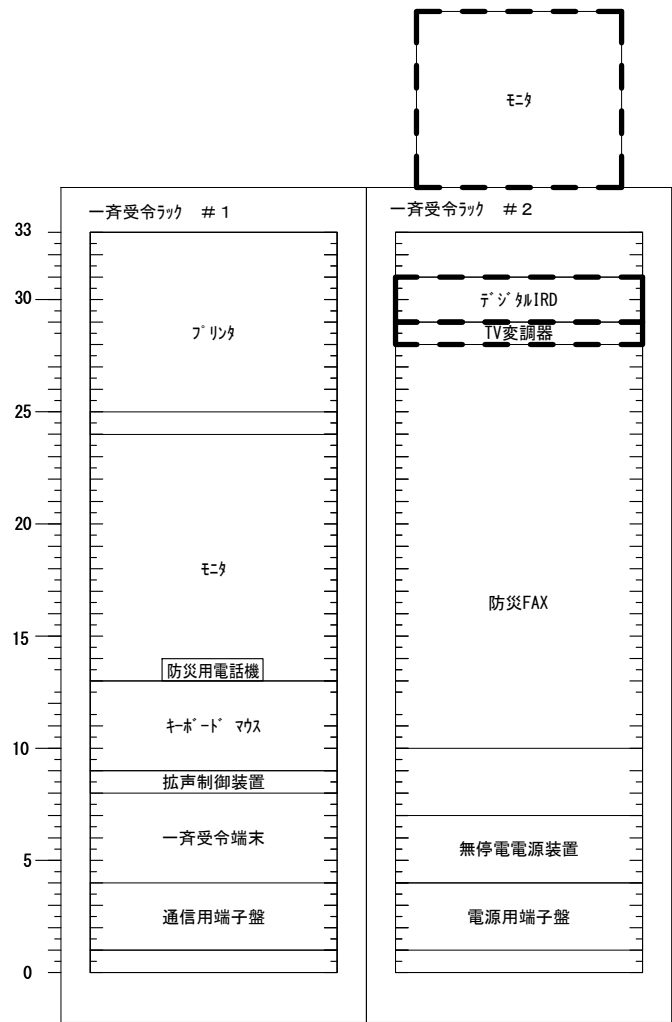 ﾓﾆﾀ
一斉受令ﾗｯｸ　＃１
一斉受令ﾗｯｸ　＃２
33
30
25
20
15
10
5
0
ﾌﾟﾘﾝﾀ
ﾓﾆﾀ
防災用電話機
ｷｰﾎﾞｰﾄﾞ ﾏｳｽ
拡声制御装置
一斉受令端末
通信用端子盤
ﾃﾞｼﾞﾀﾙIRD
TV変調器
防災FAX
無停電電源装置
電源用端子盤